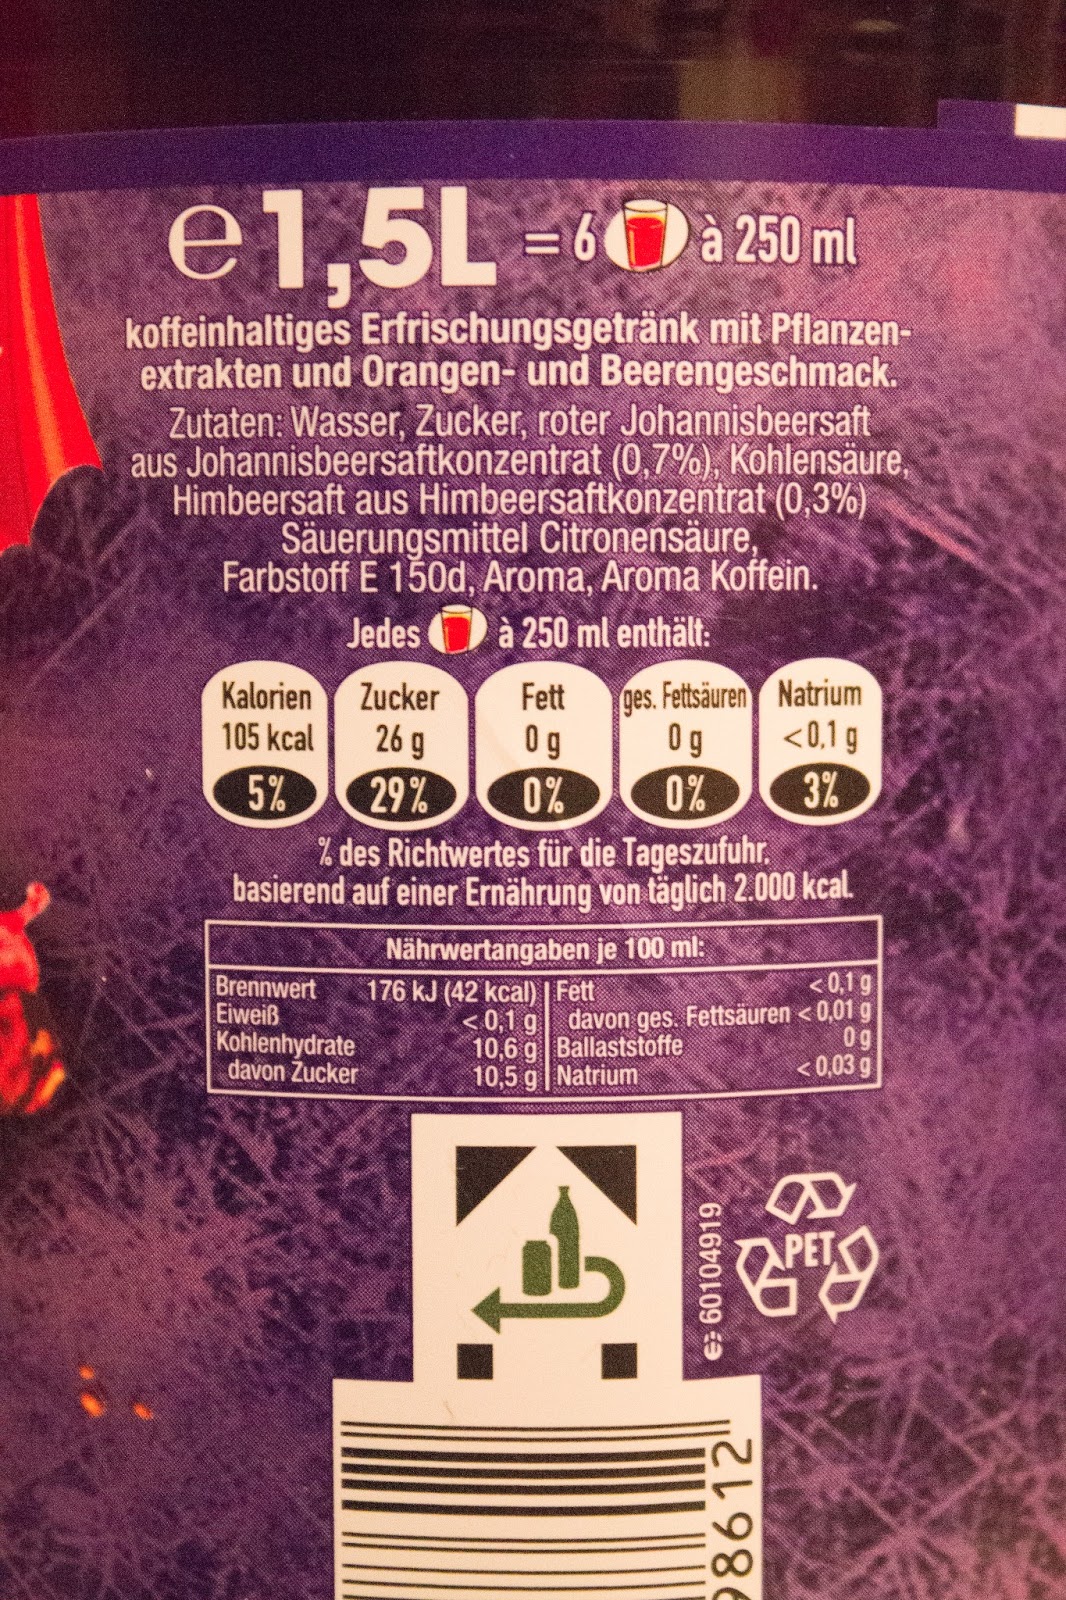 e 1,5L = 6 à 250 ml
koffeinhaltiges Erfrischungsgetränk mit Pflanzen-
extrakten und Orangen- und Beerengeschmack.
Zutaten: Wasser, Zucker, roter Johannisbeersaft
aus Johannisbeersaftkonzentrat (0,7%), Kohlensäure,
Himbeersaft aus Himbeersaftkonzentrat (0,3%)
Säuerungsmittel Citronensäure,
Farbstoff E 150d, Aroma, Aroma Koffein.
Jedes à 250 ml enthält:
Kalorien Zucker Fett ges. Fettsäuren Natrium
105 kcal 26 g 0 g 0 g <0,1 g
5% 29% 0% 0% 3%
% des Richtwertes für die Tageszufuhr.
basierend auf einer Ernährung von täglich 2.000 kcal.
Nährwertangaben je 100 ml:
Brennwert 176 kJ (42 kcal)
Eiweiß < 0,1 g
Kohlenhydrate 10,6 g
davon Zucker 10,5 g
Fett < 0,1 g
davon ges. Fettsäuren < 0,01 g
Ballaststoffe 0 g
Natrium < 0,03 g
60104919
PET
98612